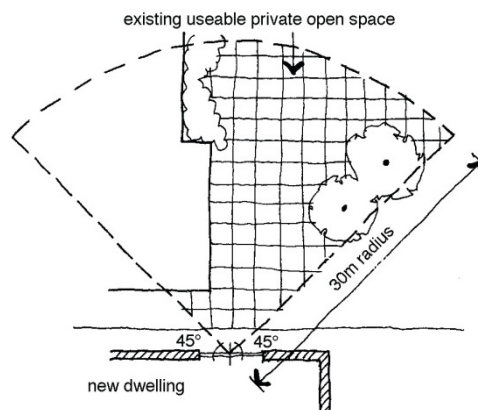 existing useable private open space
30m radius
45° 45°
new dwelling